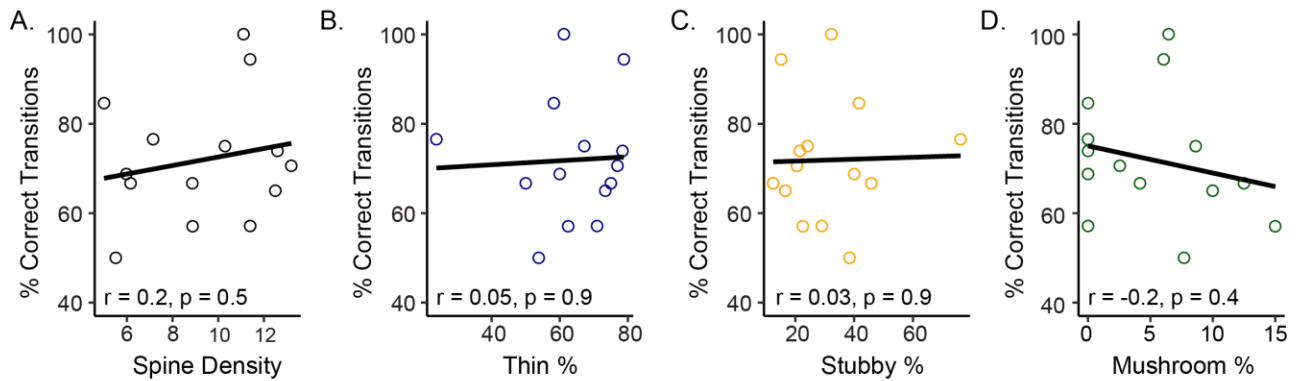 A.
% Correct Transitions
100
80
60
40
r = 0.2, p = 0.5
6 8 10 12
Spine Density
B.
% Correct Transitions
100
80
60
40
r = 0.05, p = 0.9
40 60 80
Thin %
C.
% Correct Transitions
100
80
60
40
r = 0.03, p = 0.9
20 40 60
Stubby %
D.
% Correct Transitions
100
80
60
40
r = -0.2, p = 0.4
0 5 10 15
Mushroom %